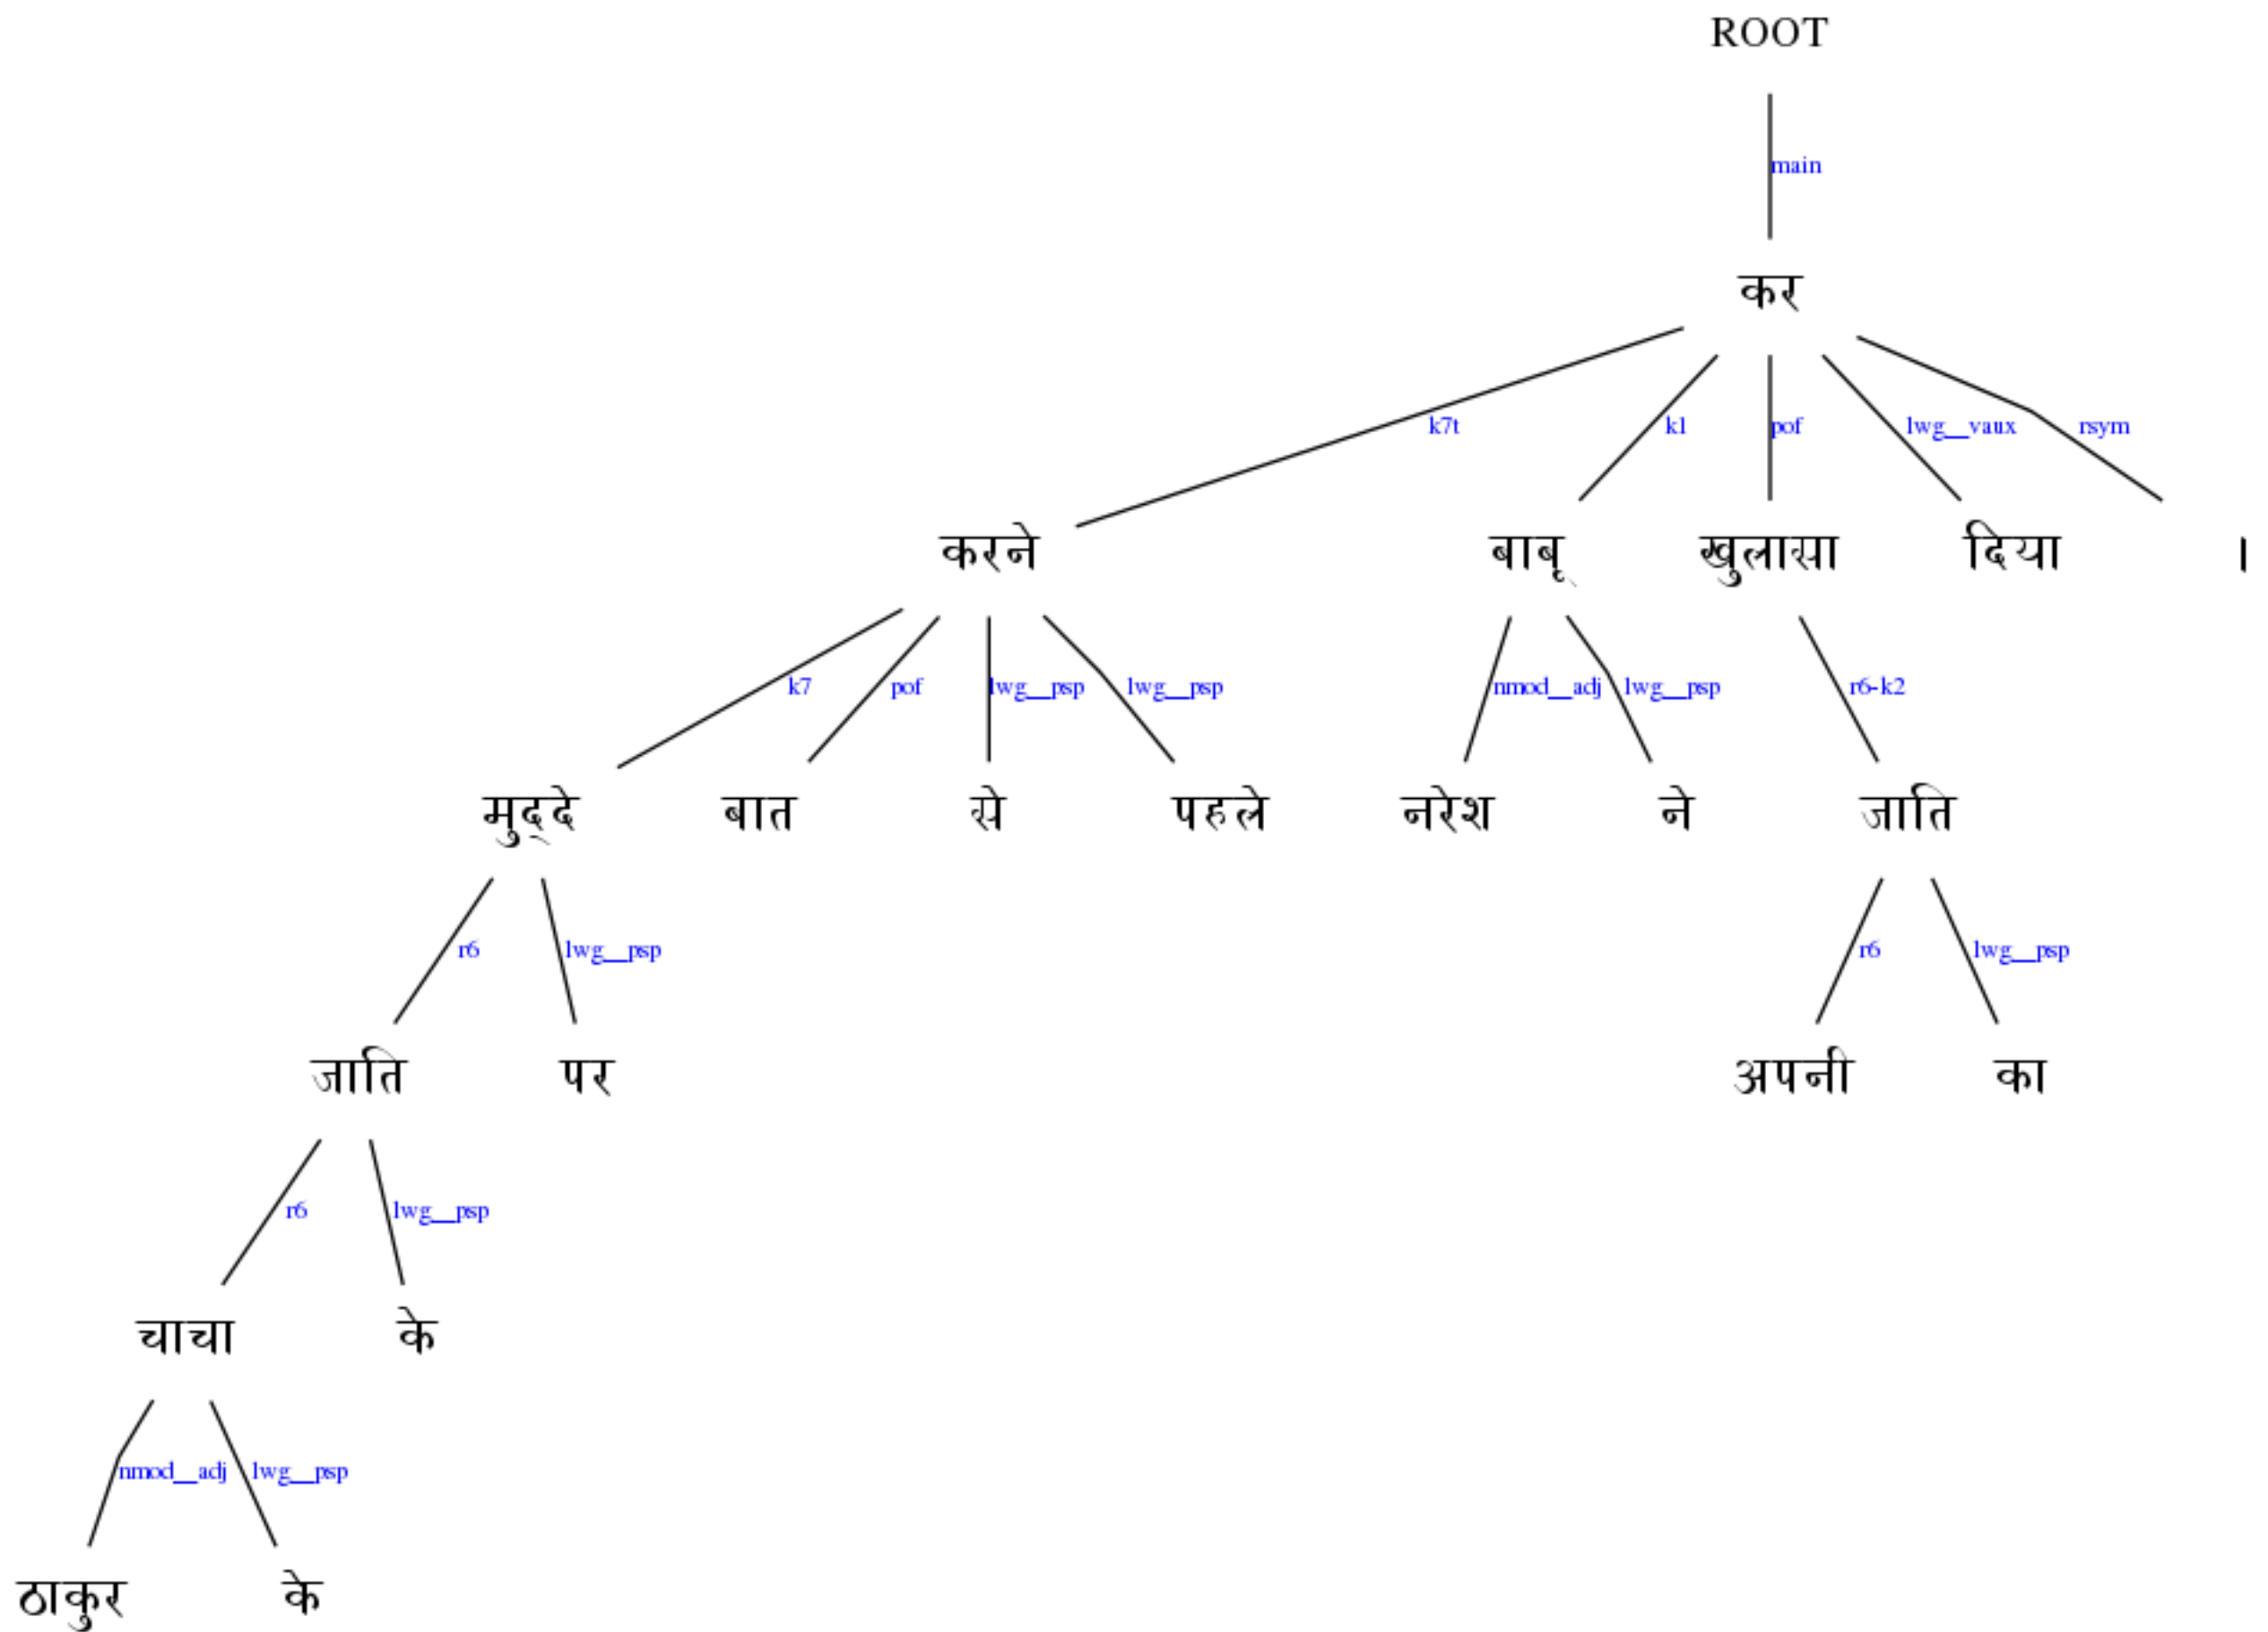 ROOT
main
कर
k7t k1 pof lwg__vaux rsym
करने बाबू खुलासा दिया ।
k7 pof lwg__psp lwg__psp nmod__adj lwg__psp r6-k2
मुद्दे बात से पहले नरेश ने जाति
r6 lwg__psp r6 lwg__psp
जाति पर अपनी का
r6 lwg__psp
चाचा के
nmod__adj lwg__psp
ठाकुर के